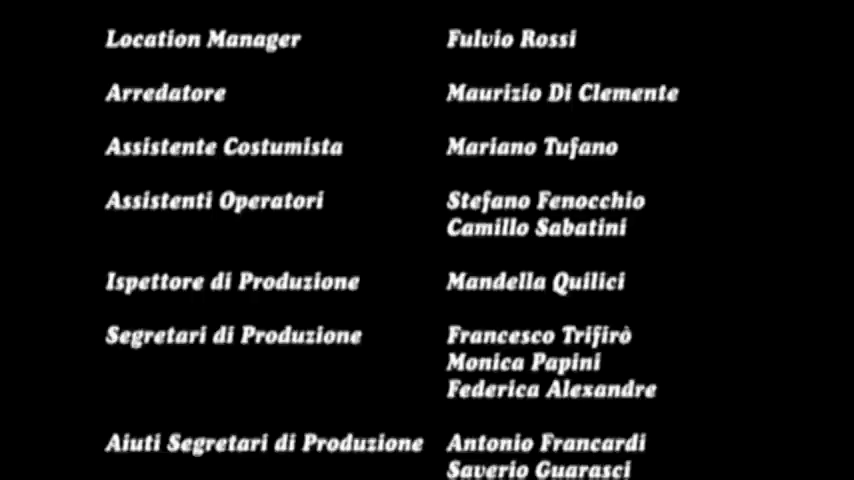 Location Manager Fulvio Rossi
Arredatore Maurizio Di Clemente
Assistente Costumista Mariano Tufano
Assistenti Operatori Stefano Fenocchio
Camillo Sabatini
Ispettore di Produzione Mandella Quilici
Segretari di Produzione Francesco Trifirò
Monica Papini
Federica Alexandre
Aiuti Segretari di Produzione Antonio Francardi
Saverio Guarasci